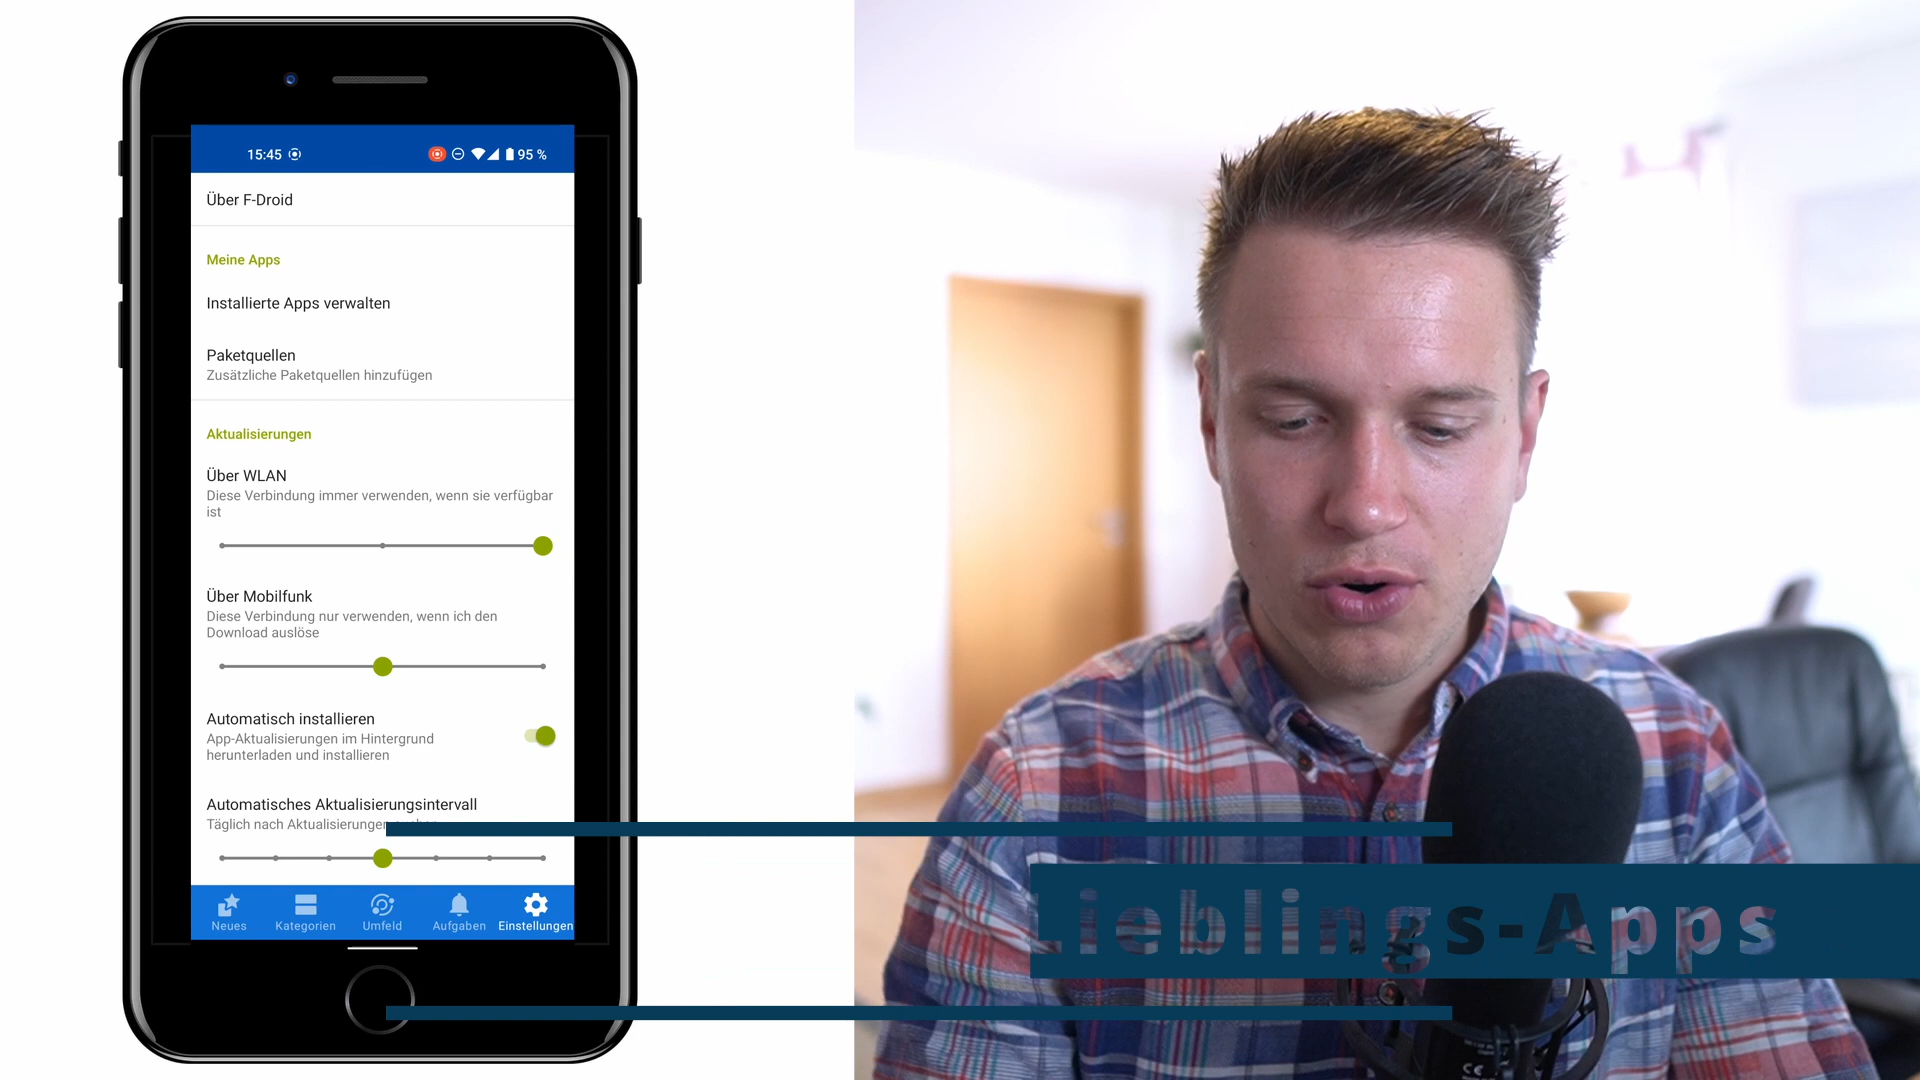 15:45 95 %
Über F-Droid
Meine Apps
Installierte Apps verwalten
Paketquellen
Zusätzliche Paketquellen hinzufügen
Aktualisierungen
Über WLAN
Diese Verbindung immer verwenden, wenn sie verfügbar
ist
Über Mobilfunk
Diese Verbindung nur verwenden, wenn ich den
Download auslöse
Automatisch installieren
App-Aktualisierungen im Hintergrund
herunterladen und installieren
Automatisches Aktualisierungsintervall
Täglich nach Aktualisierungen
Neues Kategorien Umfeld Aufgaben Einstellungen
Lieblings-Apps
CE